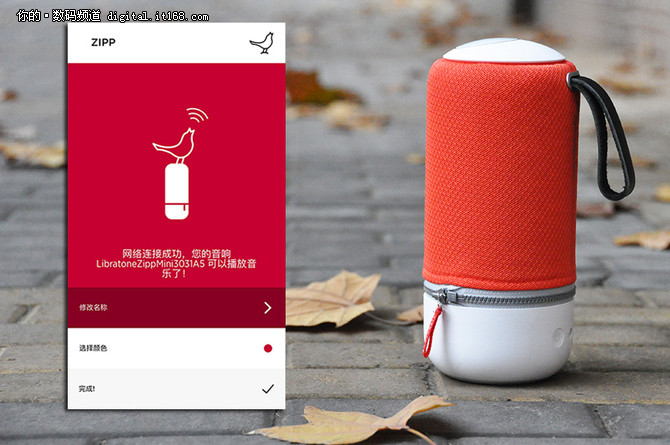 你的·数码频道 digital.it168.com
ZIPP
网络连接成功，您的音响
LibratoneZippMini3031A5 可以播放音
乐了！
修改名称
选择颜色
完成!